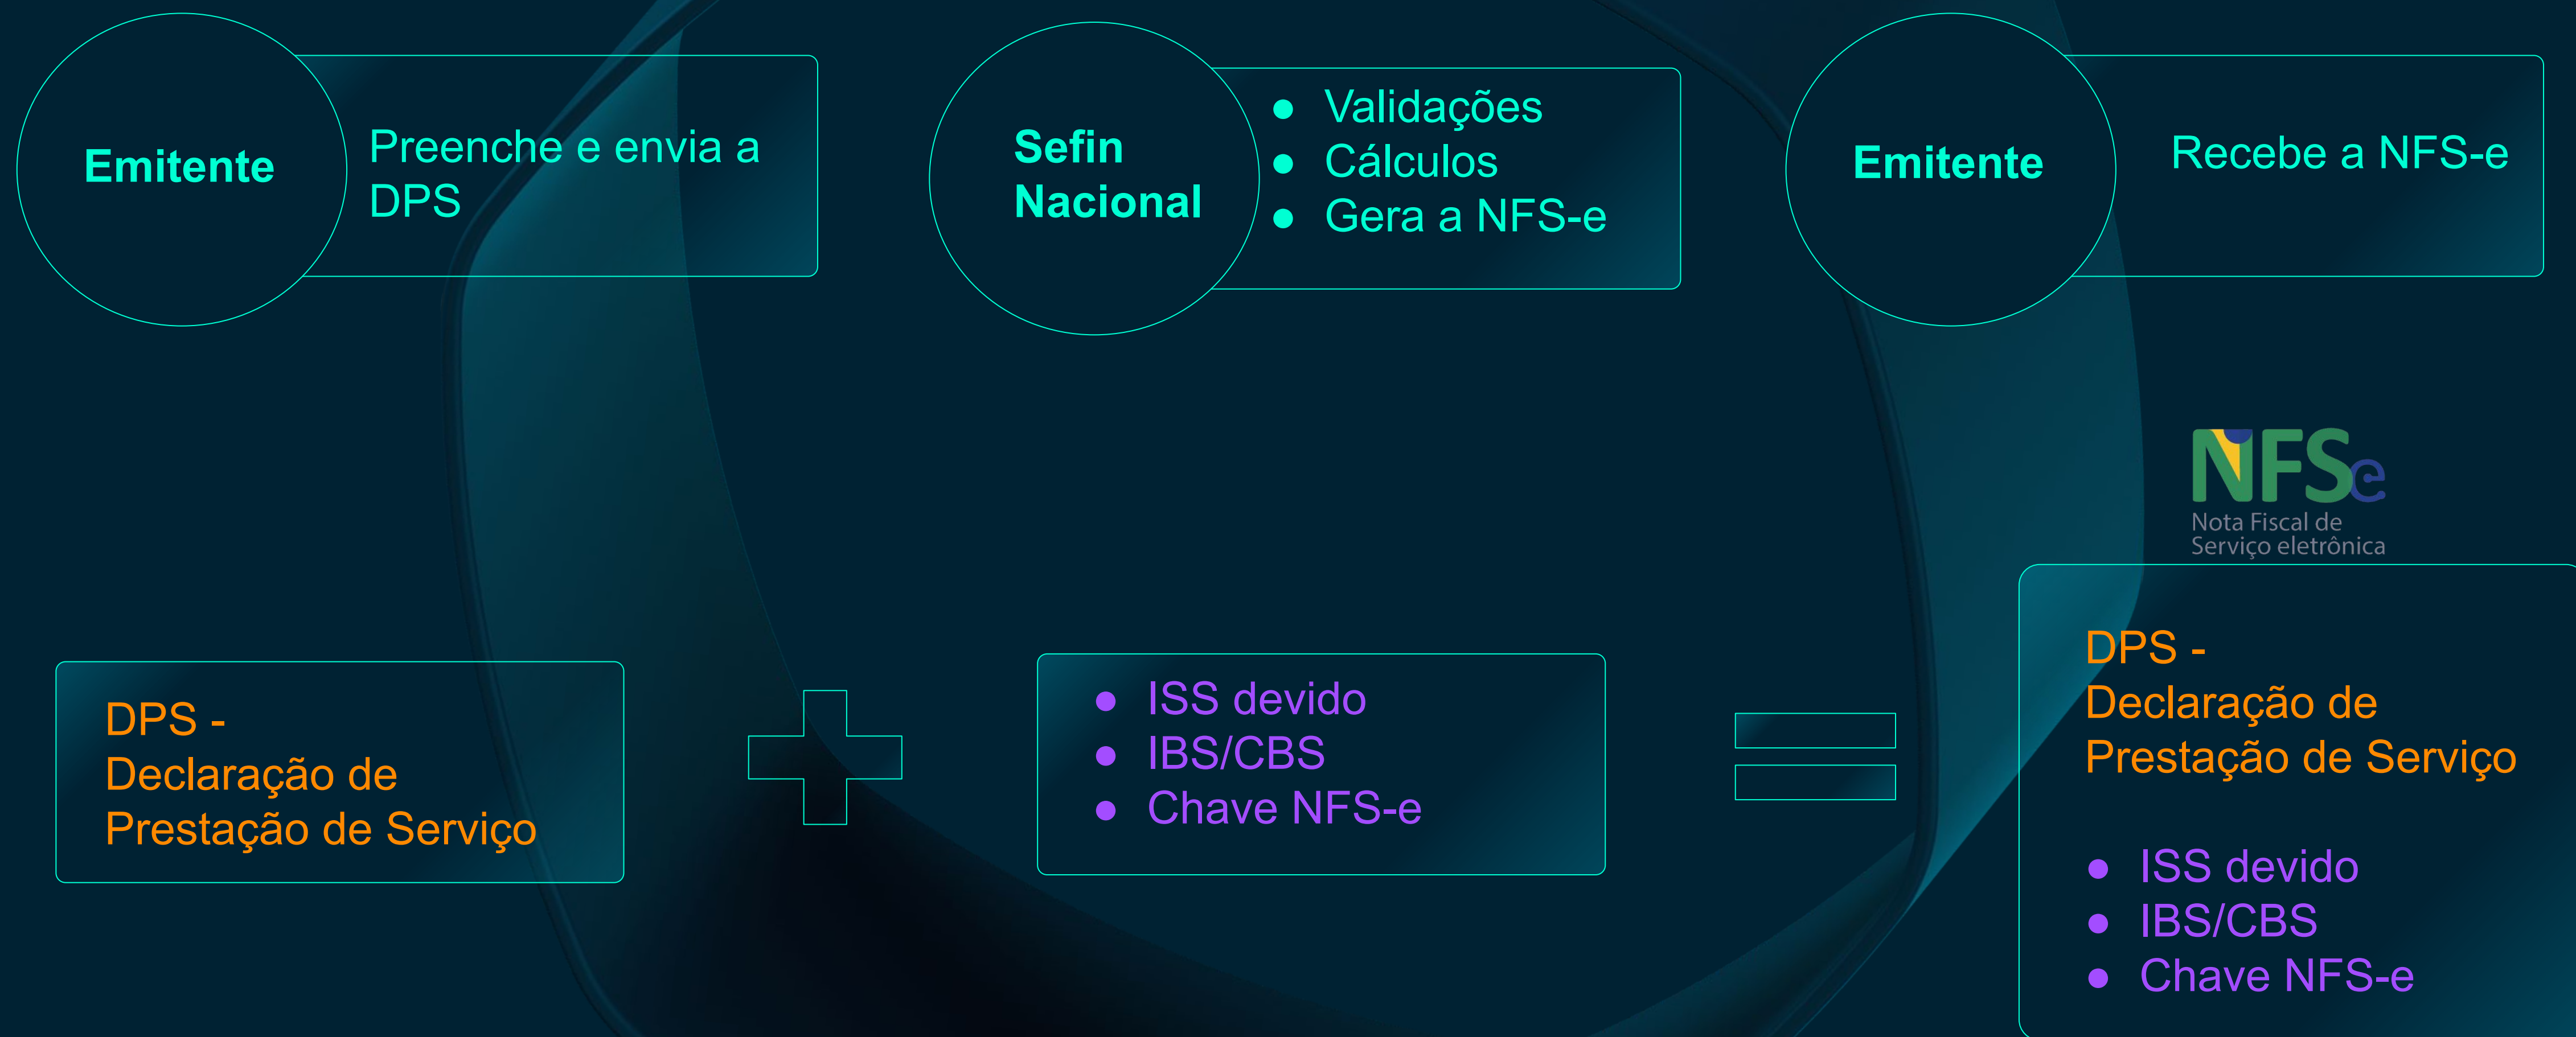 Emitente
Preenche e envia a
DPS
Sefin
Nacional
● Validações
● Cálculos
● Gera a NFS-e
Emitente
Recebe a NFS-e
NFSe
Nota Fiscal de
Serviço eletrônica
DPS -
Declaração de
Prestação de Serviço
● ISS devido
● IBS/CBS
● Chave NFS-e
DPS -
Declaração de
Prestação de Serviço
● ISS devido
● IBS/CBS
● Chave NFS-e